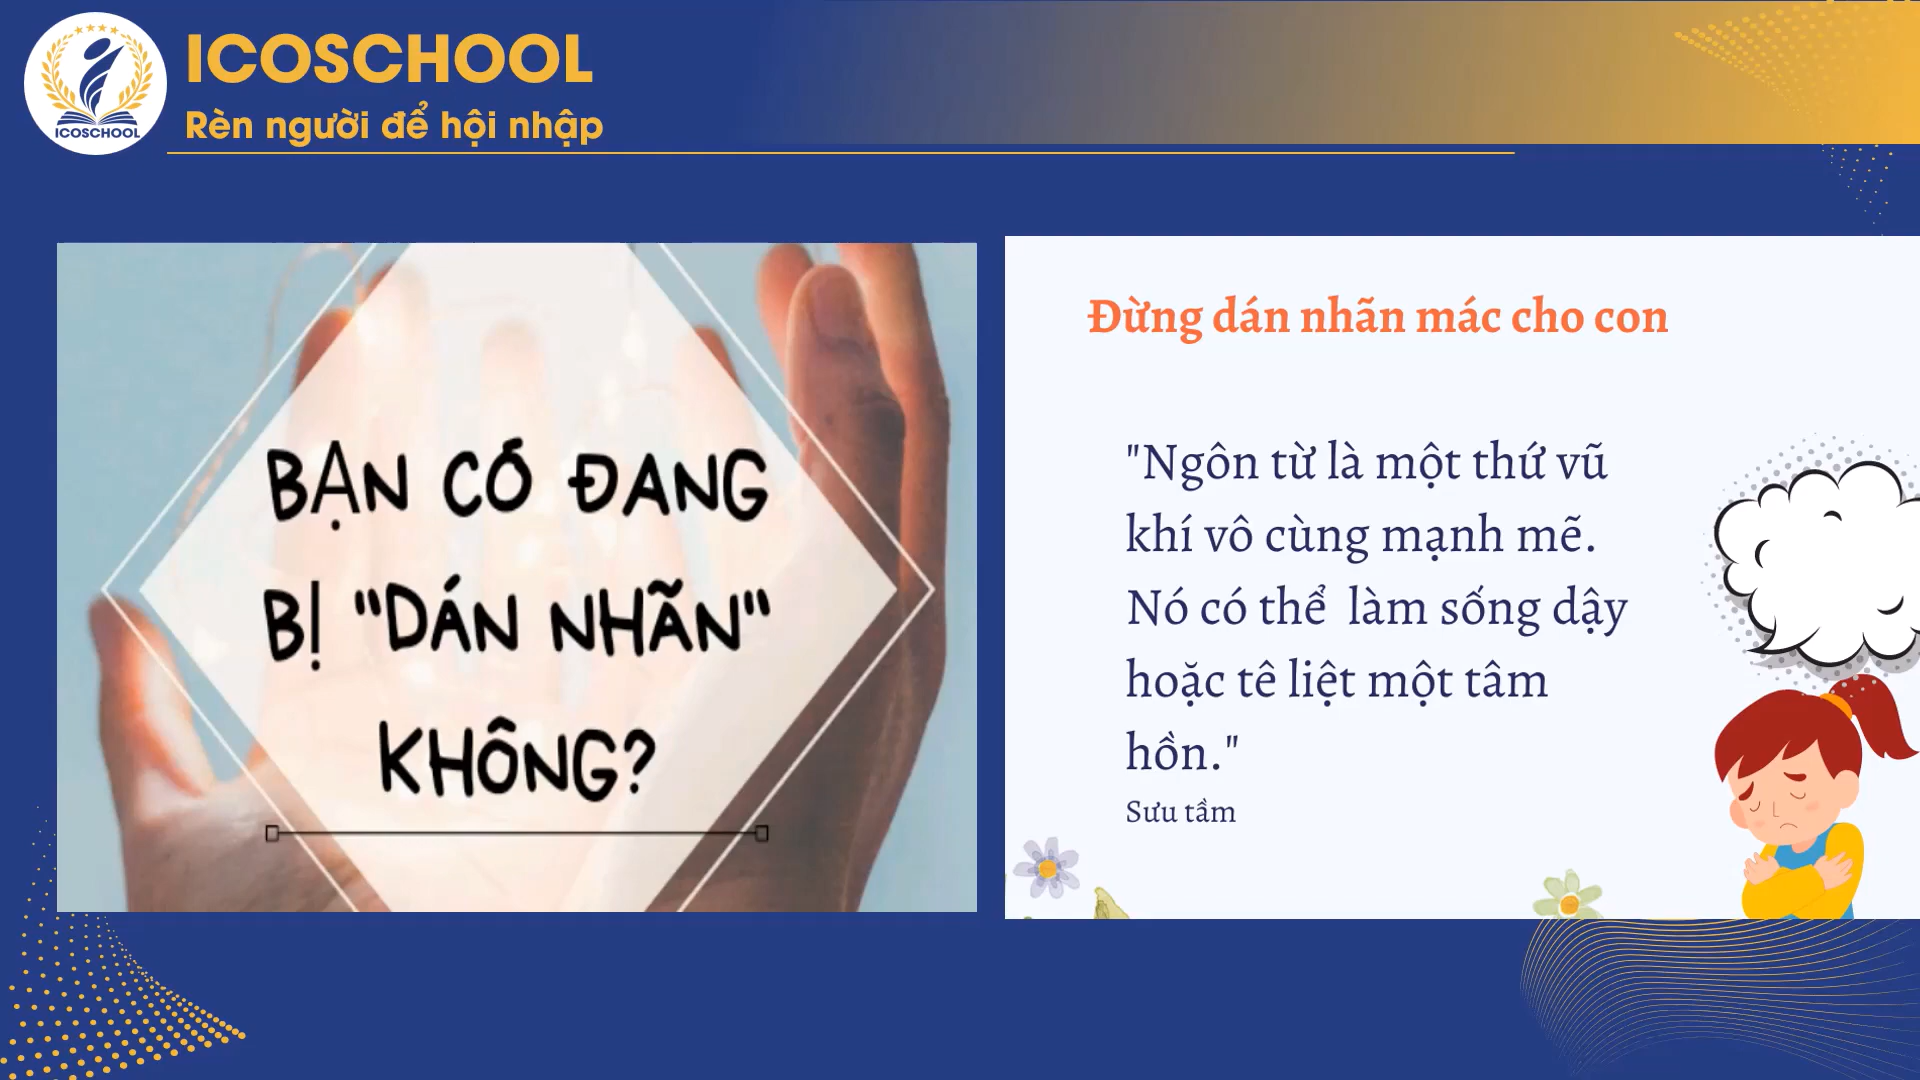 ICOSCHOOL
ICOSCHOOL
Rèn người để hội nhập
BẠN CÓ ĐANG
BỊ "DÁN NHÃN"
KHÔNG?
Đừng dán nhãn mác cho con
"Ngôn từ là một thứ vũ
khí vô cùng mạnh mẽ.
Nó có thể làm sống dậy
hoặc tê liệt một tâm
hồn."
Sưu tầm